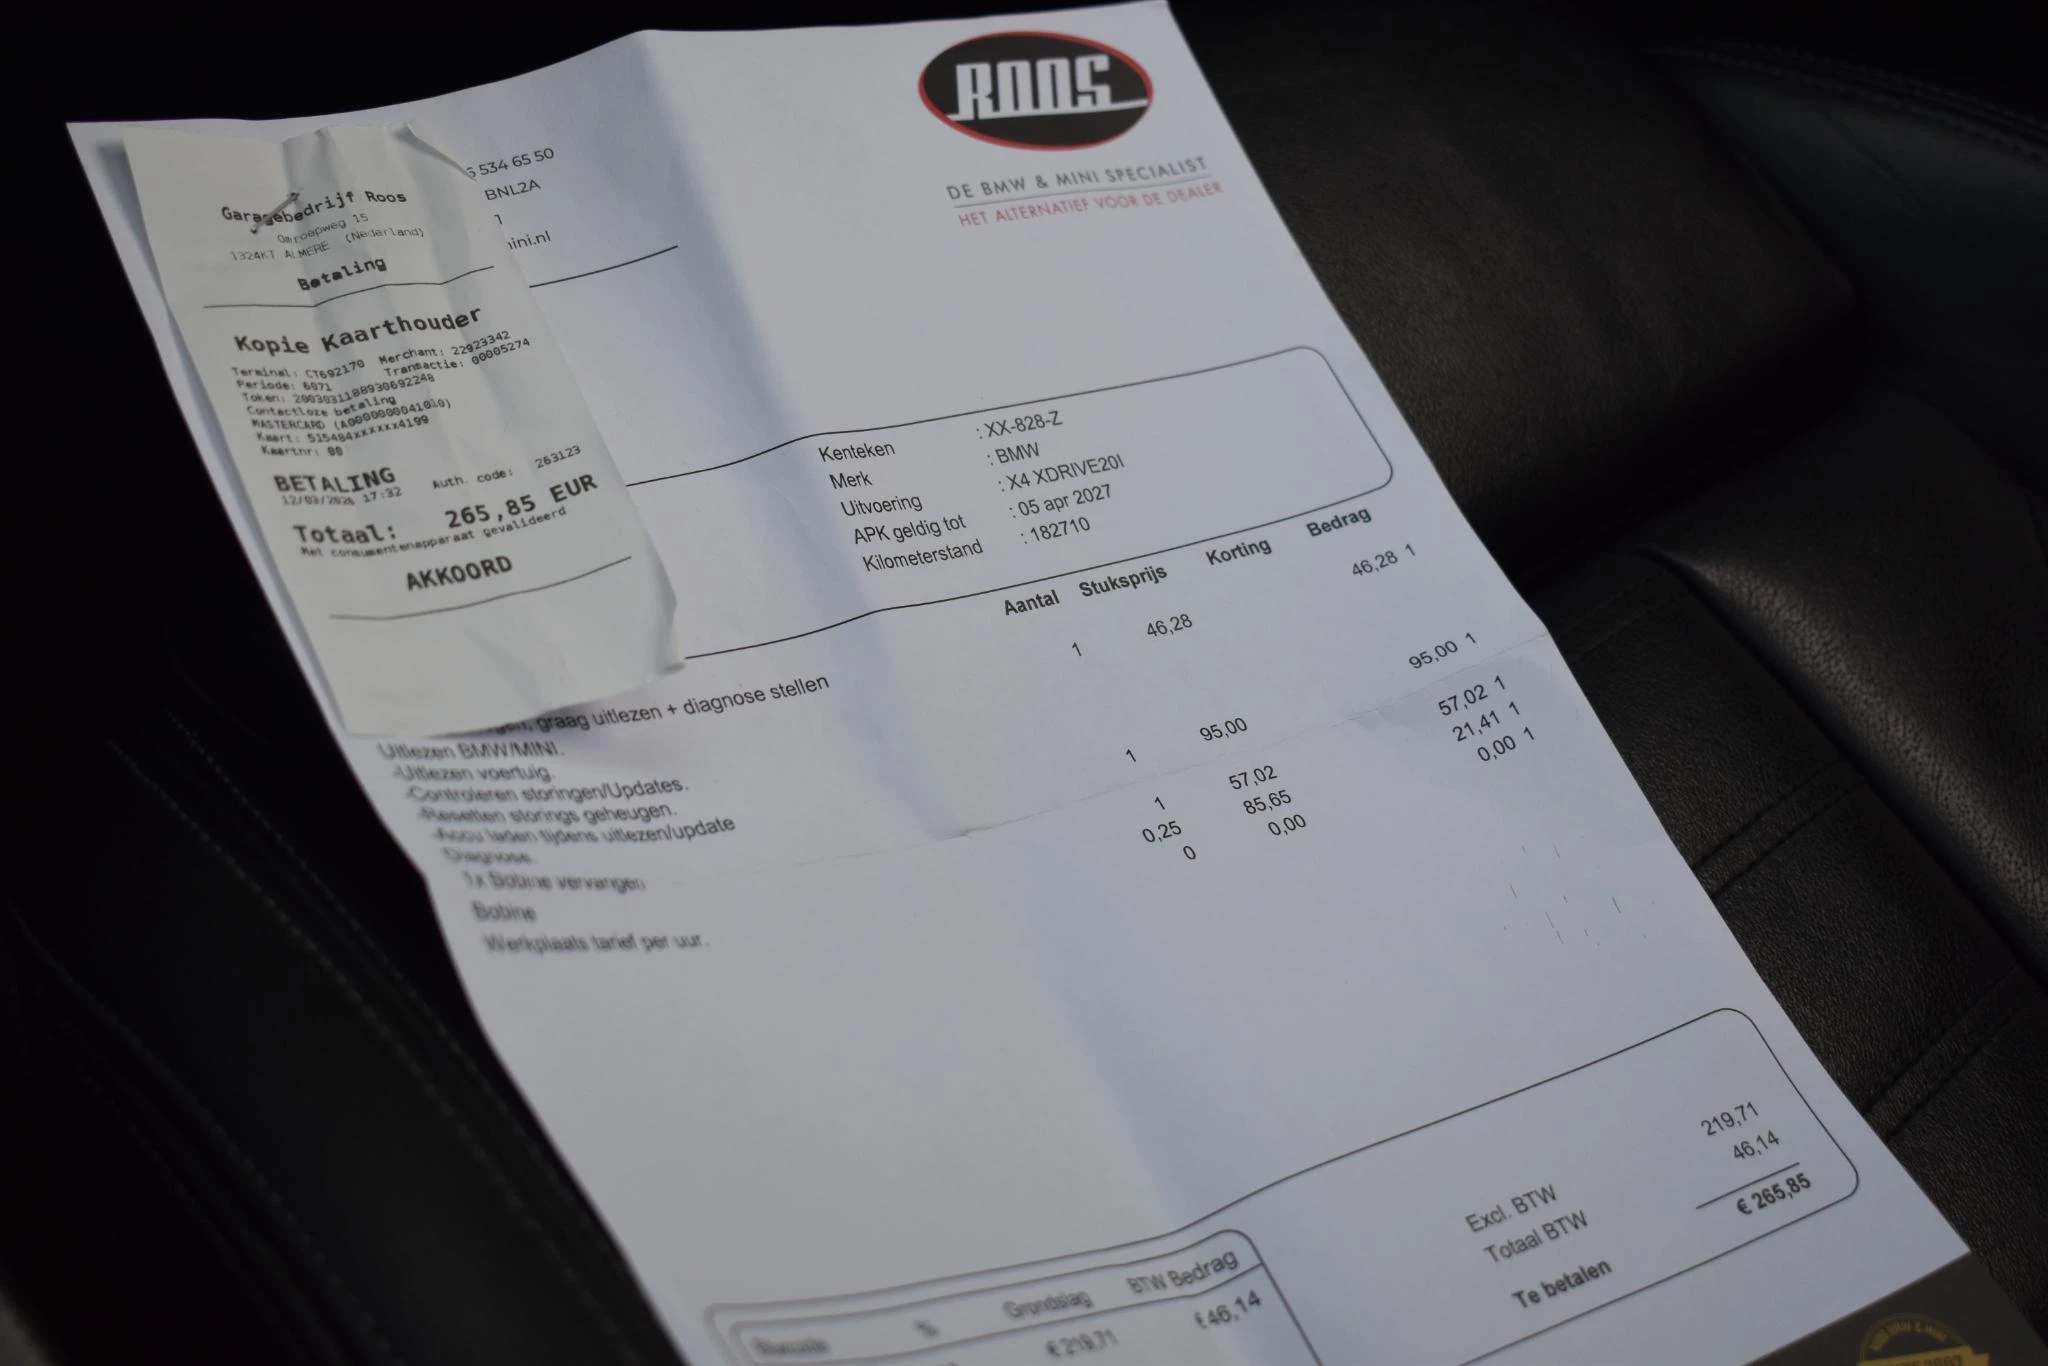 ROOS
DE BMW & MINI SPECIALIST
HET ALTERNATIEF VOOR DE DEALER
6 534 65 50
BNL2A
1
ini.nl
Garagebedrijf Roos
Omroepweg 15
1324KT ALMERE (Nederland)
Betaling
Kopie Kaarthouder
Terminal: CT692170 Merchant: 22923342
Periode: 6071 Transactie: 00005274
Token: 2003031188930692248
Contactloze betaling
MASTERCARD (A0000000041010)
Kaart: 515484xxxxxx4199
Kaartnr: 00
BETALING Auth. code: 263123
12/03/2026 17:32
Totaal: 265,85 EUR
Met consumentenapparaat gevalideerd
AKKOORD
Kenteken : XX-828-Z
Merk : BMW
Uitvoering : X4 XDRIVE20I
APK geldig tot : 05 apr 2027
Kilometerstand : 182710
Aantal Stuksprijs Korting Bedrag
graag uitlezen + diagnose stellen
Uitlezen BMW/MINI. 1 46,28 46,28 1
-Uitlezen voertuig.
-Controleren storingen/Updates.
-Resetten storings geheugen.
-Accu laden tijdens uitlezen/update
Diagnose. 1 95,00 95,00 1
1x Bobine vervangen
Bobine 1 57,02 57,02 1
Werkplaats tarief per uur. 0,25 85,65 21,41 1
0 0,00 0,00 1
Excl. BTW 219,71
Totaal BTW 46,14
Te betalen € 265,85
% Grondslag BTW Bedrag
€ 219,71 € 46,14